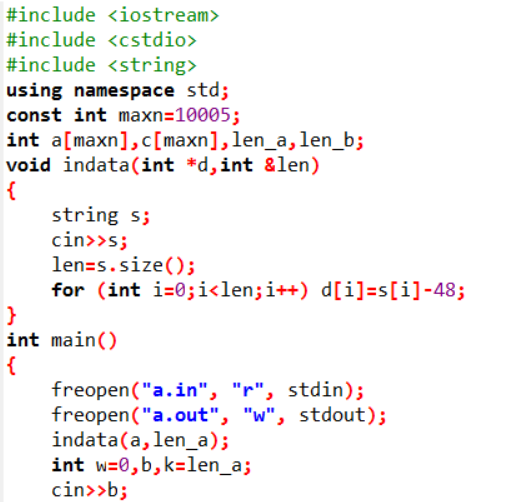 #include <iostream>
#include <cstdio>
#include <string>
using namespace std;
const int maxn=10005;
int a[maxn],c[maxn],len_a,len_b;
void indata(int *d,int &len)
{
    string s;
    cin>>s;
    len=s.size();
    for (int i=0;i<len;i++) d[i]=s[i]-48;
}
int main()
{
    freopen("a.in", "r", stdin);
    freopen("a.out", "w", stdout);
    indata(a,len_a);
    int w=0,b,k=len_a;
    cin>>b;